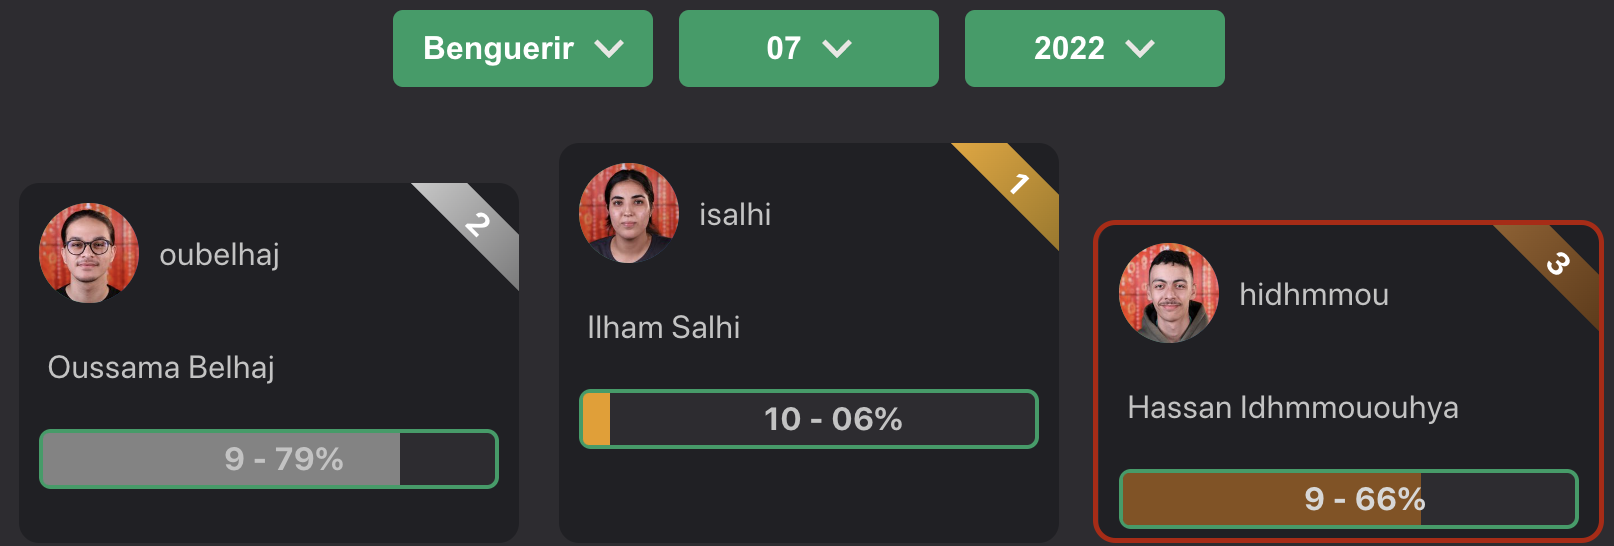 Benguerir
07
2022
2
oubelhaj
Oussama Belhaj
9 - 79%
1
isalhi
Ilham Salhi
10 - 06%
3
hidhmmou
Hassan Idhmmououhya
9 - 66%